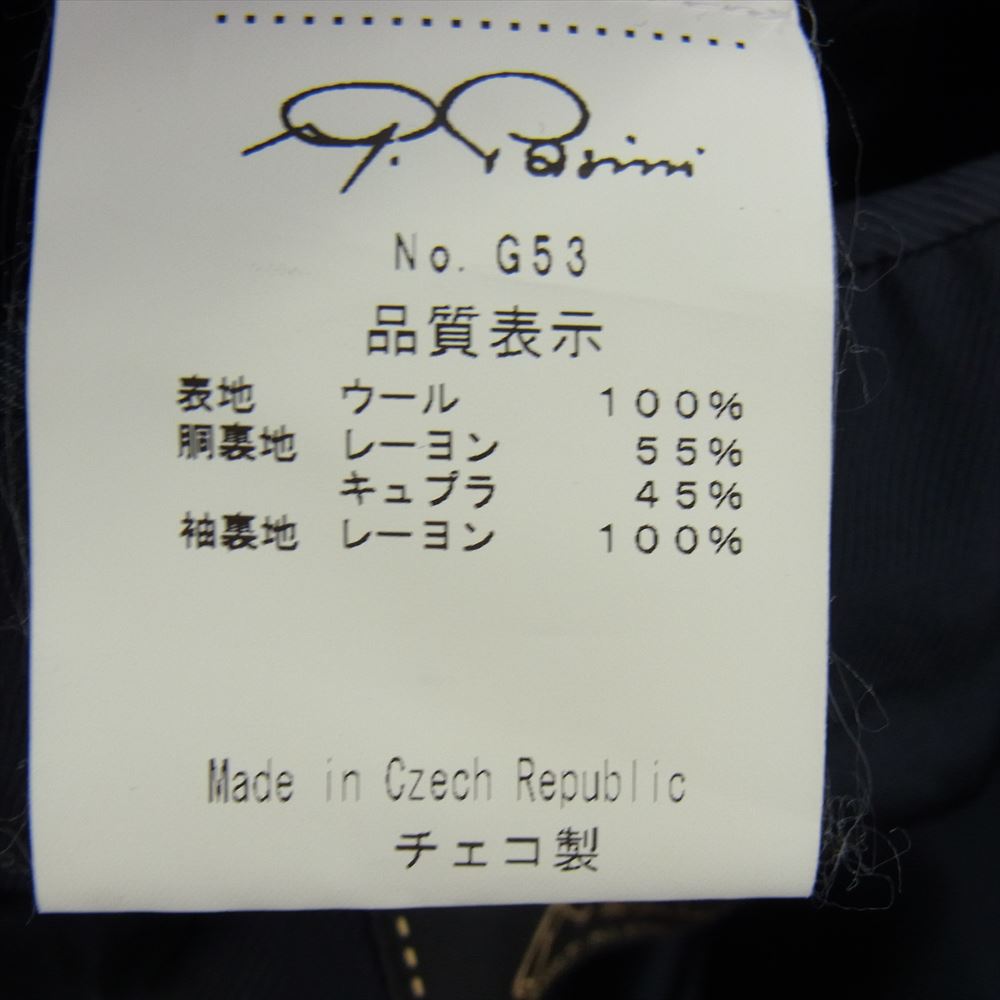 G. Pasini
No. G53
品質表示
表地 ウール 100%
胴裏地 レーヨン 55%
キュプラ 45%
袖裏地 レーヨン 100%
Made in Czech Republic
チェコ製